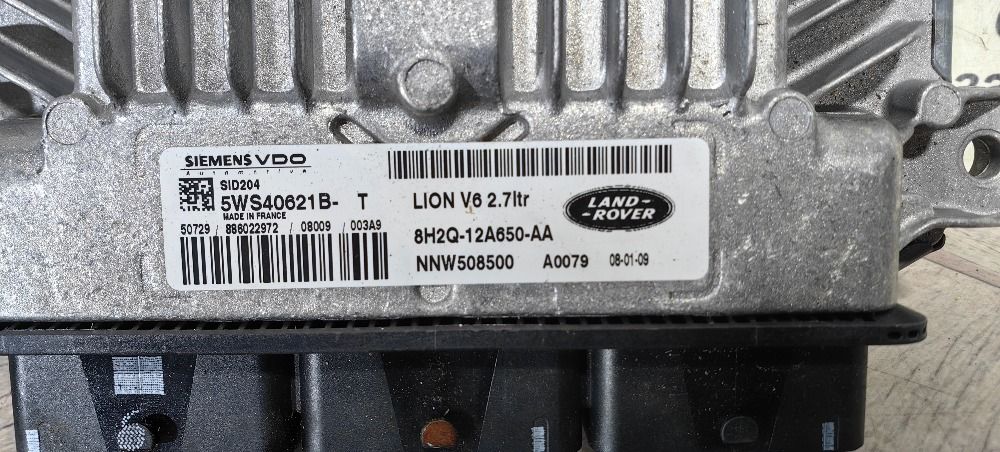 SIEMENS VDO
Automotive
SID204
5WS40621B- T
MADE IN FRANCE
50729 / 886022972 / 08009 / 003A9
LION V6 2.7ltr
LAND-
-ROVER
8H2Q-12A650-AA
NNW508500 A0079 08-01-09